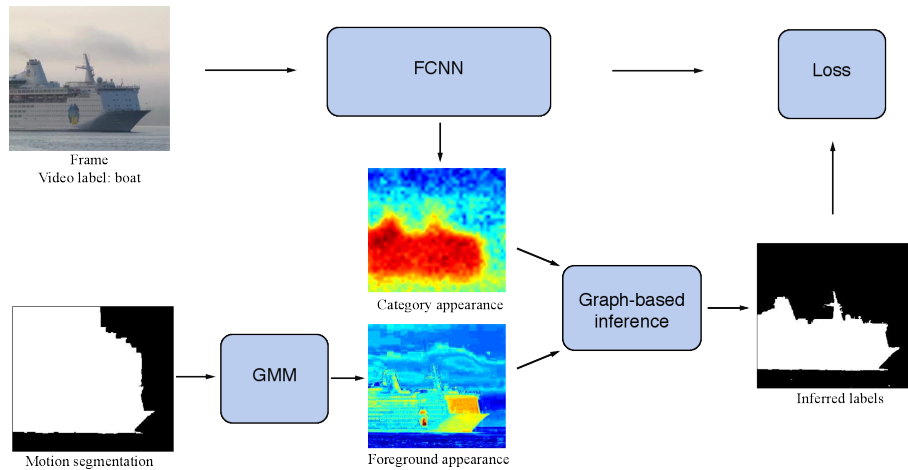 FCNN
Loss
Frame
Video label: boat
Category appearance
Graph-based
inference
GMM
Inferred labels
Motion segmentation
Foreground appearance